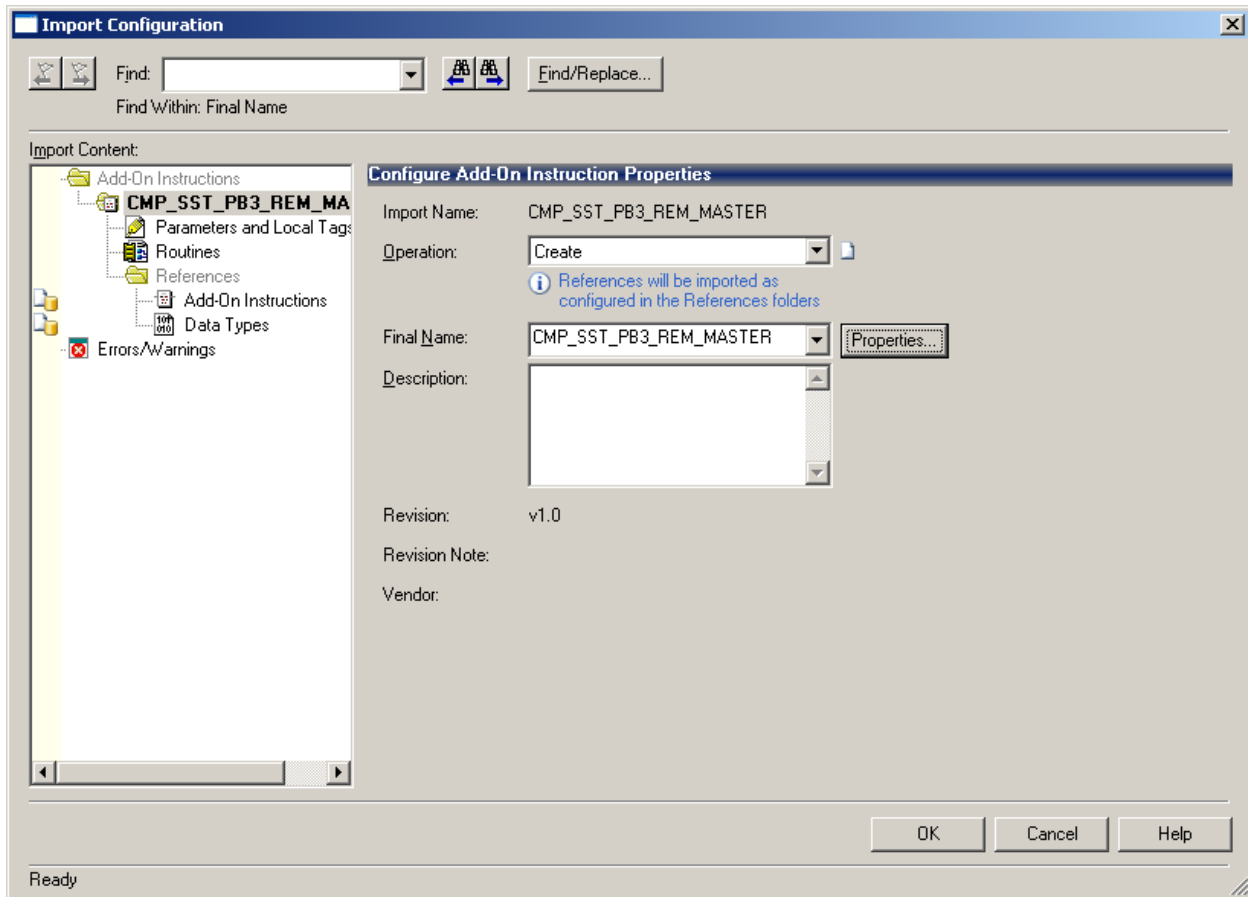 Import Configuration
Find:
Find/Replace...
Find Within: Final Name
Import Content:
Add-On Instructions
CMP_SST_PB3_REM_MA
Parameters and Local Tags
Routines
References
Add-On Instructions
Data Types
Errors/Warnings
Configure Add-On Instruction Properties
Import Name: CMP_SST_PB3_REM_MASTER
Operation: Create
References will be imported as
configured in the References folders
Final Name: CMP_SST_PB3_REM_MASTER Properties...
Description:
Revision: v1.0
Revision Note:
Vendor:
OK Cancel Help
Ready